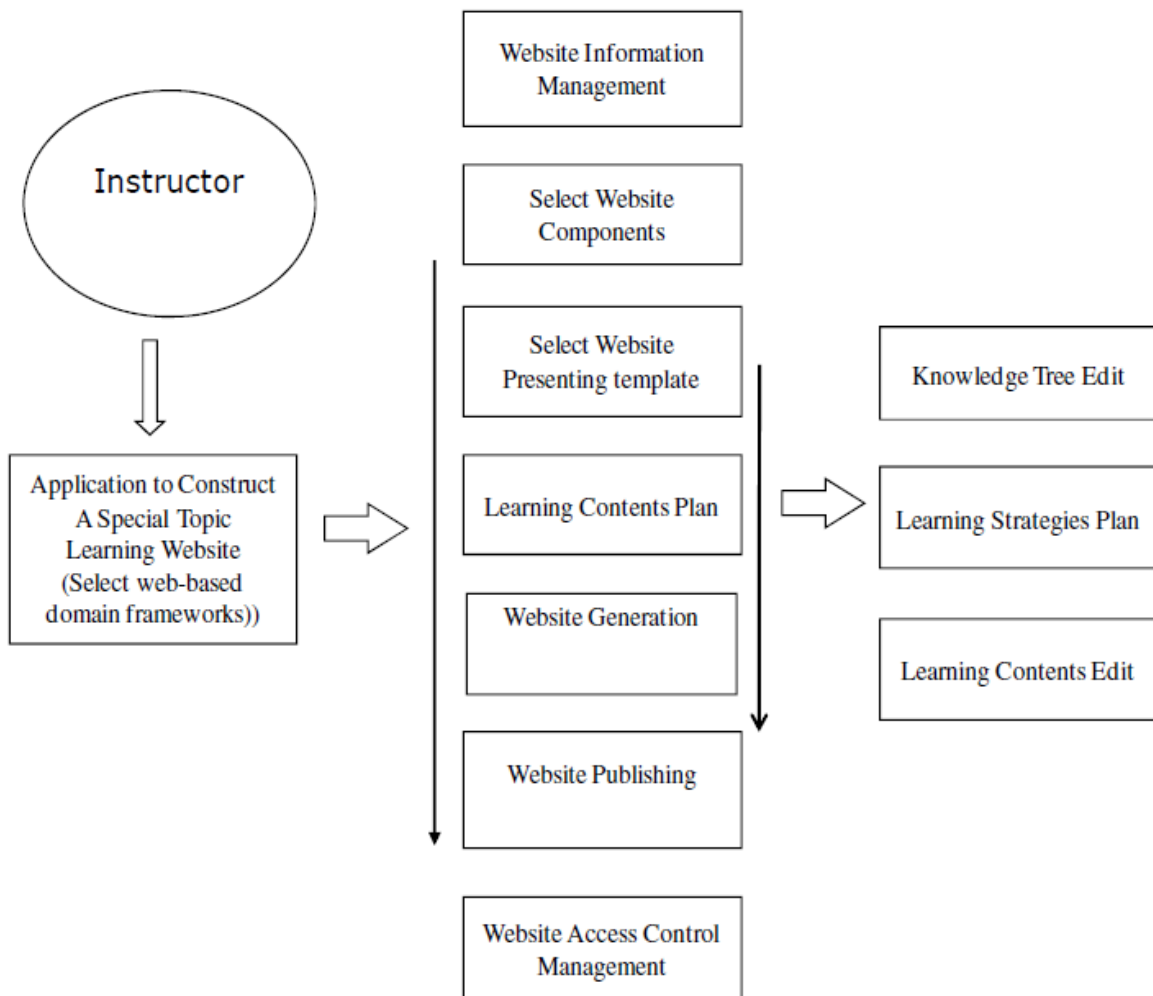 Instructor
Application to Construct
A Special Topic
Learning Website
(Select web-based
domain frameworks))
Website Information
Management
Select Website
Components
Select Website
Presenting template
Learning Contents Plan
Website Generation
Website Publishing
Website Access Control
Management
Knowledge Tree Edit
Learning Strategies Plan
Learning Contents Edit